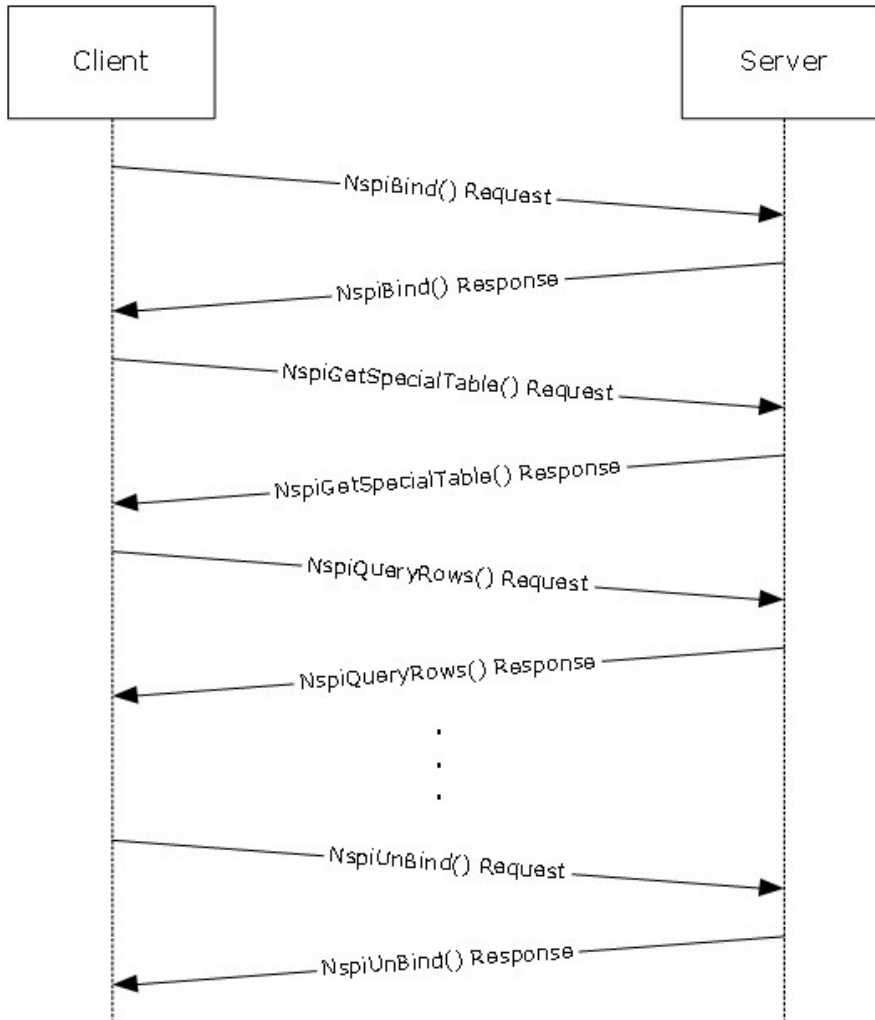 Client
Server
NspiBind() Request
NspiBind() Response
NspiGetSpecialTable() Request
NspiGetSpecialTable() Response
NspiQueryRows() Request
NspiQueryRows() Response
.
.
.
NspiUnBind() Request
NspiUnBind() Response